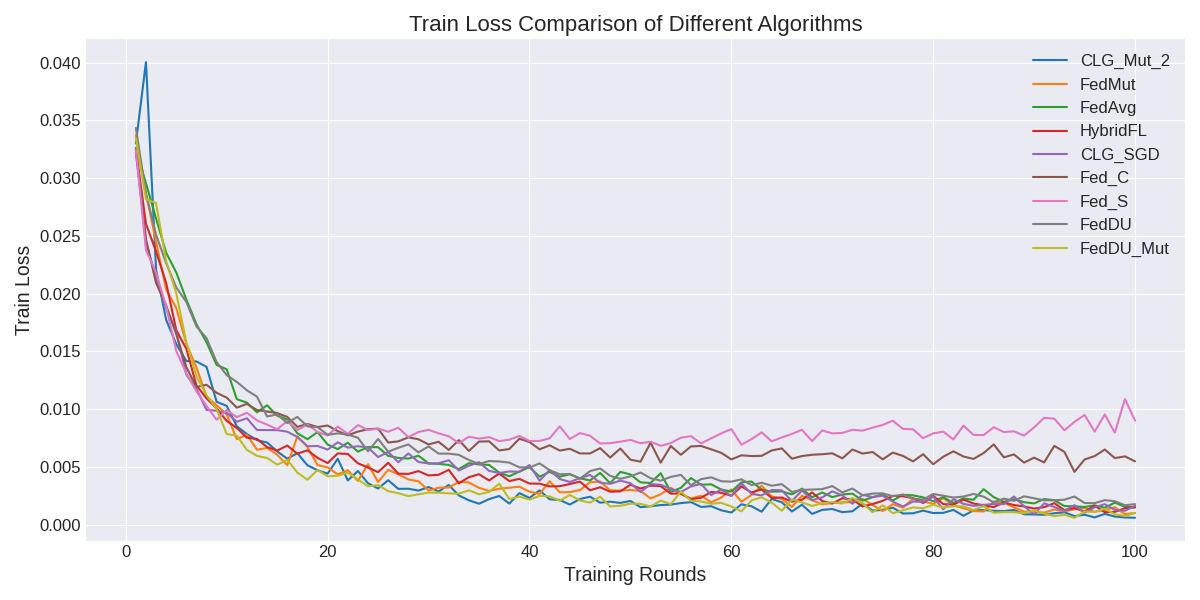 Train Loss Comparison of Different Algorithms
Train Loss
0.040
0.035
0.030
0.025
0.020
0.015
0.010
0.005
0.000
CLG_Mut_2
FedMut
FedAvg
HybridFL
CLG_SGD
Fed_C
Fed_S
FedDU
FedDU_Mut
0 20 40 60 80 100
Training Rounds